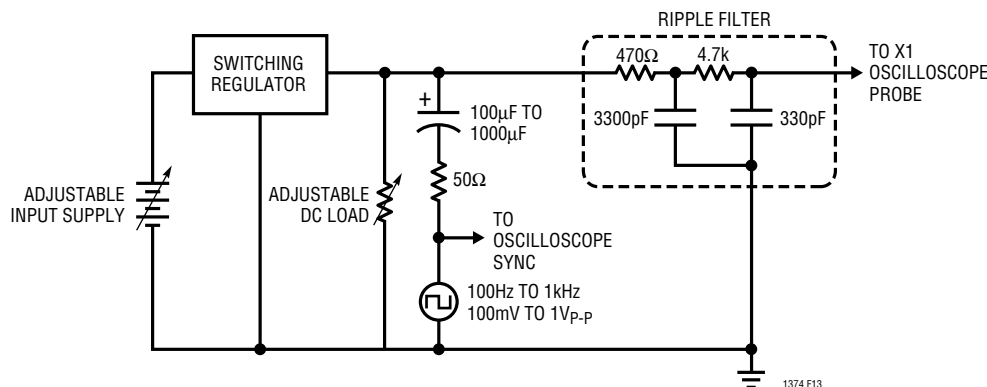 RIPPLE FILTER
SWITCHING
REGULATOR
470Ω
4.7k
TO X1
OSCILLOSCOPE
PROBE
+
100µF TO
1000µF
3300pF
330pF
50Ω
ADJUSTABLE
INPUT SUPPLY
ADJUSTABLE
DC LOAD
TO
OSCILLOSCOPE
SYNC
100Hz TO 1kHz
100mV TO 1VP-P
1374 F13